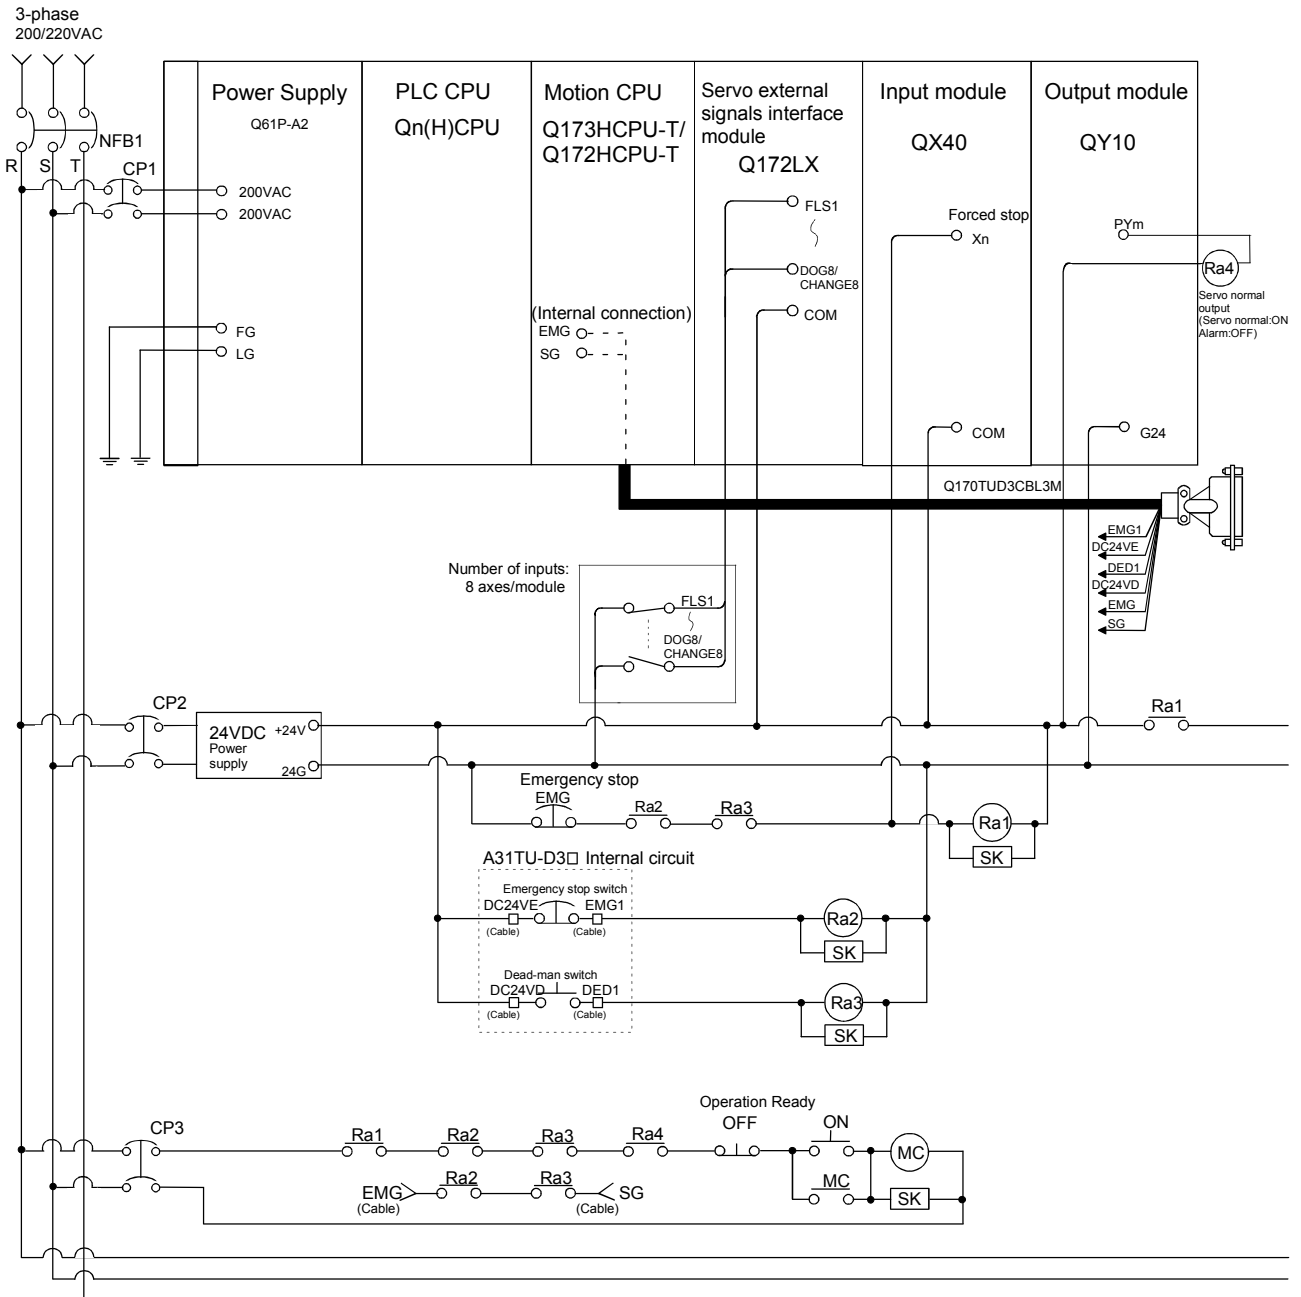 3-phase
200/220VAC
NFB1
R S T
CP1
Power Supply
Q61P-A2
200VAC
200VAC
FG
LG
PLC CPU
Qn(H)CPU
Motion CPU
Q173HCPU-T/
Q172HCPU-T
(Internal connection)
EMG
SG
Servo external
signals interface
module
Q172LX
FLS1
DOG8/
CHANGE8
COM
Input module
QX40
Forced stop
Xn
COM
Output module
QY10
PYm
G24
Ra4
Servo normal
output
(Servo normal:ON
Alarm:OFF)
Q170TUD3CBL3M
EMG1
DC24VE
DED1
DC24VD
EMG
SG
Number of inputs:
8 axes/module
FLS1
DOG8/
CHANGE8
CP2
24VDC +24V
Power
supply
24G
Ra1
Emergency stop
EMG
Ra2
Ra3
Ra1
SK
A31TU-D3□ Internal circuit
Emergency stop switch
DC24VE EMG1
(Cable) (Cable)
Ra2
SK
Dead-man switch
DC24VD DED1
(Cable) (Cable)
Ra3
SK
CP3
Ra1
Ra2
Ra3
Ra4
Operation Ready
OFF
ON
MC
EMG
(Cable)
Ra2
Ra3
SG
(Cable)
MC
SK